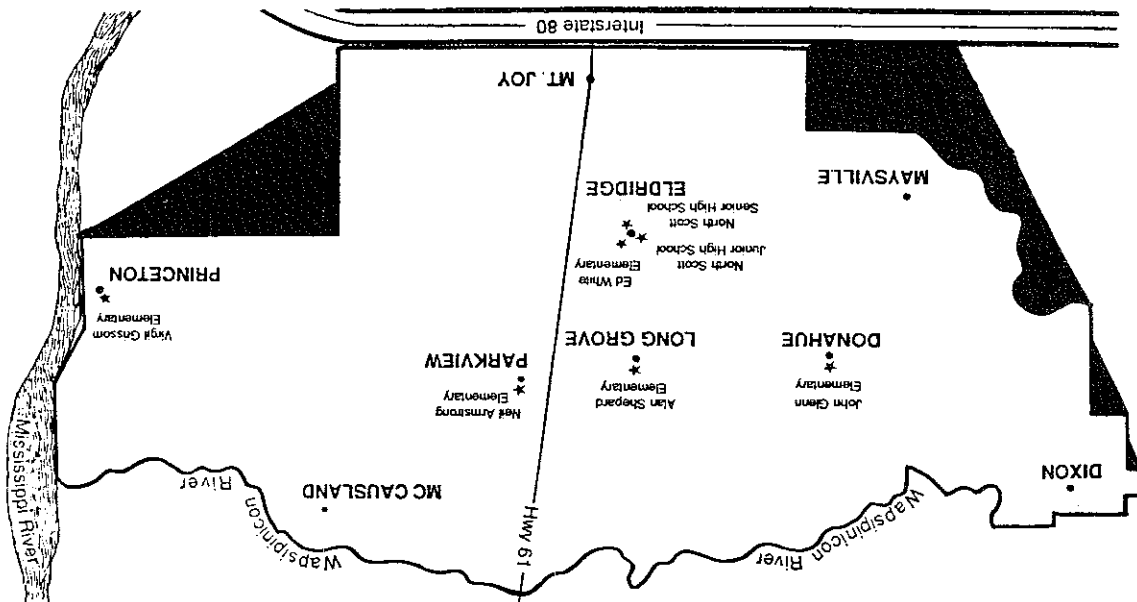 Hwy 61
Wapsipinicon River
Wapsipinicon
River
Mississippi River
DIXON
MC CAUSLAND
John Glenn
Elementary
DONAHUE
Alan Shepard
Elementary
LONG GROVE
Neil Armstrong
Elementary
PARKVIEW
Virgil Grissom
Elementary
PRINCETON
Ed White
Elementary
North Scott
Junior High School
North Scott
Senior High School
ELDRIDGE
MAYSVILLE
MT. JOY
Interstate 80